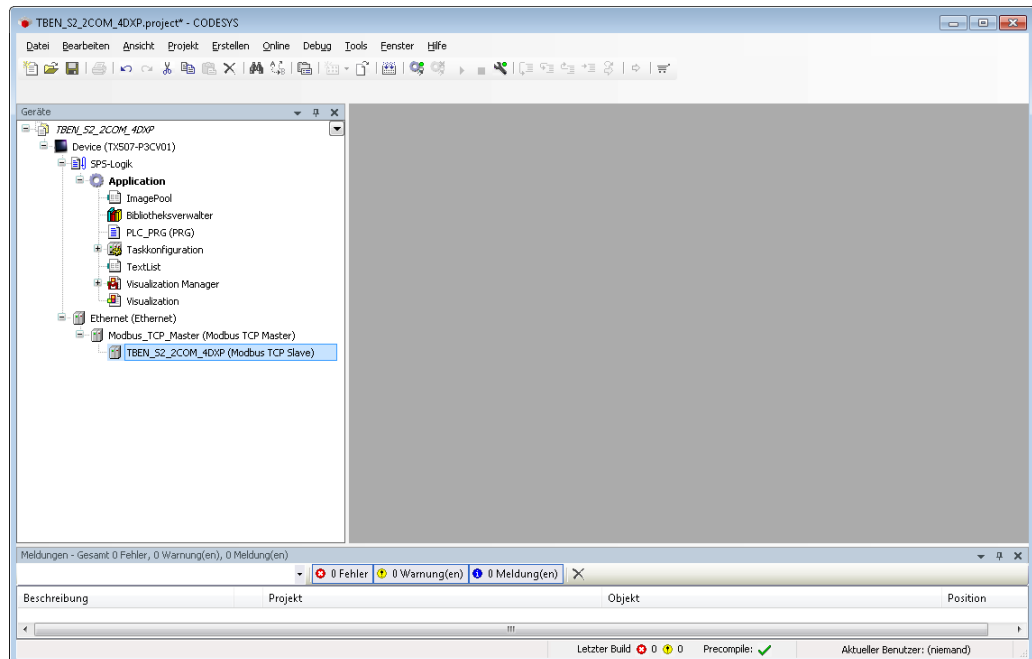 TBEN_S2_2COM_4DXP.project* - CODESYS
Datei Bearbeiten Ansicht Projekt Erstellen Online Debug Tools Fenster Hilfe
Geräte
TBEN_S2_2COM_4DXP
Device (TX507-P3CV01)
SPS-Logik
Application
ImagePool
Bibliotheksverwalter
PLC_PRG (PRG)
Taskkonfiguration
TextList
Visualization Manager
Visualization
Ethernet (Ethernet)
Modbus_TCP_Master (Modbus TCP Master)
TBEN_S2_2COM_4DXP (Modbus TCP Slave)
Meldungen - Gesamt 0 Fehler, 0 Warnung(en), 0 Meldung(en)
0 Fehler 0 Warnung(en) 0 Meldung(en)
Beschreibung Projekt Objekt Position
Letzter Build 0 0 Precompile: Aktueller Benutzer: (niemand)